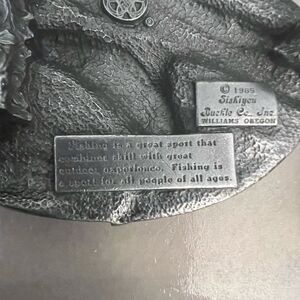 ®
© 1989
Siskiyou
Buckle Co., Inc.
WILLIAMS OREGON
Fishing is a great sport that
combines skill with great
outdoor experience. Fishing is
a sport for all people of all ages.